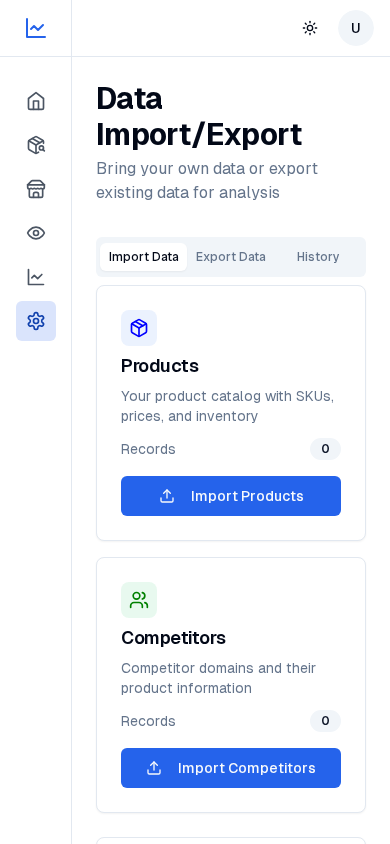 U
Data
Import/Export
Bring your own data or export
existing data for analysis
Import Data
Export Data
History
Products
Your product catalog with SKUs,
prices, and inventory
Records
0
Import Products
Competitors
Competitor domains and their
product information
Records
0
Import Competitors